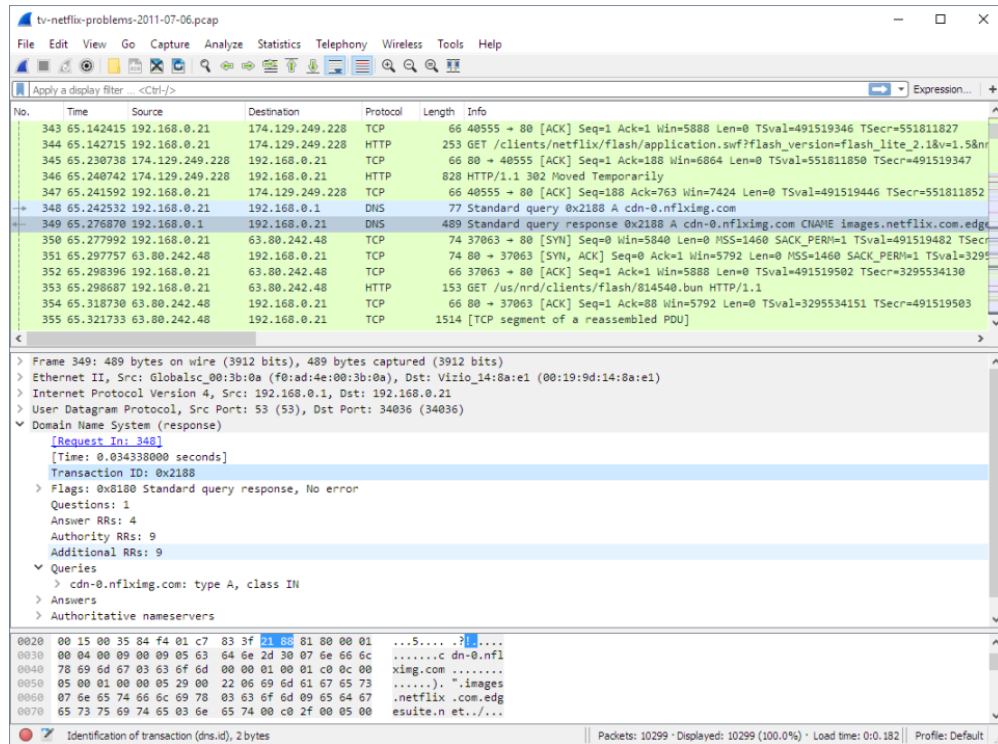 tv-netflix-problems-2011-07-06.pcap
File Edit View Go Capture Analyze Statistics Telephony Wireless Tools Help
Apply a display filter ... <Ctrl-/> Expression... +
No. Time Source Destination Protocol Length Info
343 65.142415 192.168.0.21 174.129.249.228 TCP 66 40555 → 80 [ACK] Seq=1 Ack=1 Win=5888 Len=0 TSval=491519346 TSecr=551811827
344 65.142715 192.168.0.21 174.129.249.228 HTTP 253 GET /clients/netflix/flash/application.swf?flash_version=flash_lite_2.1&v=1.5&nr
345 65.230738 174.129.249.228 192.168.0.21 TCP 66 80 → 40555 [ACK] Seq=1 Ack=188 Win=6864 Len=0 TSval=551811850 TSecr=491519347
346 65.240742 174.129.249.228 192.168.0.21 HTTP 828 HTTP/1.1 302 Moved Temporarily
347 65.241592 192.168.0.21 174.129.249.228 TCP 66 40555 → 80 [ACK] Seq=188 Ack=763 Win=7424 Len=0 TSval=491519446 TSecr=551811852
348 65.242532 192.168.0.21 192.168.0.1 DNS 77 Standard query 0x2188 A cdn-0.nflximg.com
349 65.276870 192.168.0.1 192.168.0.21 DNS 489 Standard query response 0x2188 A cdn-0.nflximg.com CNAME images.netflix.com.edge
350 65.277992 192.168.0.21 63.80.242.48 TCP 74 37063 → 80 [SYN] Seq=0 Win=5840 Len=0 MSS=1460 SACK_PERM=1 TSval=491519482 TSecr
351 65.297757 63.80.242.48 192.168.0.21 TCP 74 80 → 37063 [SYN, ACK] Seq=0 Ack=1 Win=5792 Len=0 MSS=1460 SACK_PERM=1 TSval=3295
352 65.298396 192.168.0.21 63.80.242.48 TCP 66 37063 → 80 [ACK] Seq=1 Ack=1 Win=5888 Len=0 TSval=491519502 TSecr=3295534130
353 65.298687 192.168.0.21 63.80.242.48 HTTP 153 GET /us/nrd/clients/flash/814540.bun HTTP/1.1
354 65.318730 63.80.242.48 192.168.0.21 TCP 66 80 → 37063 [ACK] Seq=1 Ack=88 Win=5792 Len=0 TSval=3295534151 TSecr=491519503
355 65.321733 63.80.242.48 192.168.0.21 TCP 1514 [TCP segment of a reassembled PDU]
Frame 349: 489 bytes on wire (3912 bits), 489 bytes captured (3912 bits)
Ethernet II, Src: Globalsc_00:3b:0a (f0:ad:4e:00:3b:0a), Dst: Vizio_14:8a:e1 (00:19:9d:14:8a:e1)
Internet Protocol Version 4, Src: 192.168.0.1, Dst: 192.168.0.21
User Datagram Protocol, Src Port: 53 (53), Dst Port: 34036 (34036)
Domain Name System (response)
[Request In: 348]
[Time: 0.034338000 seconds]
Transaction ID: 0x2188
Flags: 0x8180 Standard query response, No error
Questions: 1
Answer RRs: 4
Authority RRs: 9
Additional RRs: 9
Queries
cdn-0.nflximg.com: type A, class IN
Answers
Authoritative nameservers
0020 00 15 00 35 84 f4 01 c7 83 3f 21 88 81 80 00 01 ...5.... .?!.....
0030 00 04 00 09 00 09 05 63 64 6e 2d 30 07 6e 66 6c .......c dn-0.nfl
0040 78 69 6d 67 03 63 6f 6d 00 00 01 00 01 c0 0c 00 ximg.com ........
0050 05 00 01 00 00 05 29 00 22 06 69 6d 61 67 65 73 ......). ".images
0060 07 6e 65 74 66 6c 69 78 03 63 6f 6d 09 65 64 67 .netflix .com.edg
0070 65 73 75 69 74 65 03 6e 65 74 00 c0 2f 00 05 00 esuite.n et../...
Identification of transaction (dns.id), 2 bytes Packets: 10299 · Displayed: 10299 (100.0%) · Load time: 0:0.182 Profile: Default